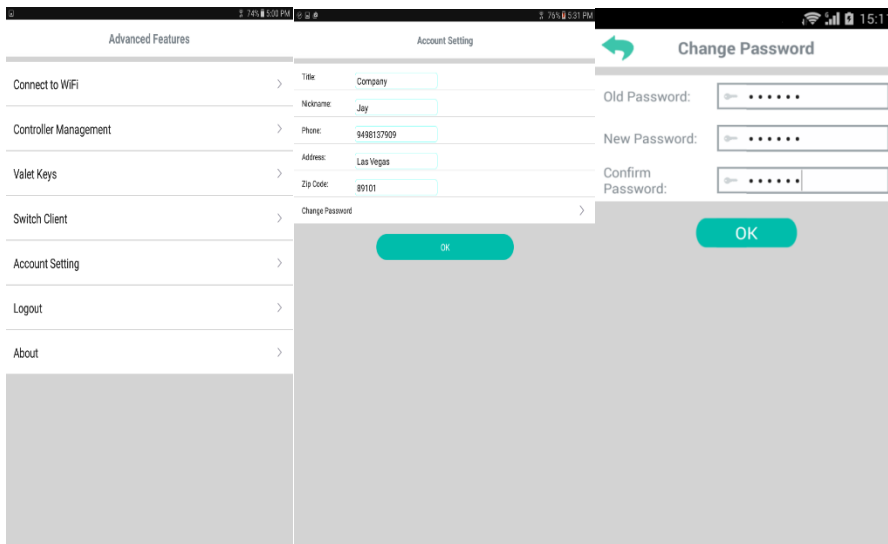 74% 5:00 PM
Advanced Features
Connect to WiFi
Controller Management
Valet Keys
Switch Client
Account Setting
Logout
About
76% 5:31 PM
Account Setting
Title: Company
Nickname: Jay
Phone: 9498137909
Address: Las Vegas
Zip Code: 89101
Change Password
OK
15:1
Change Password
Old Password: ••••••
New Password: ••••••
Confirm
Password: ••••••
OK